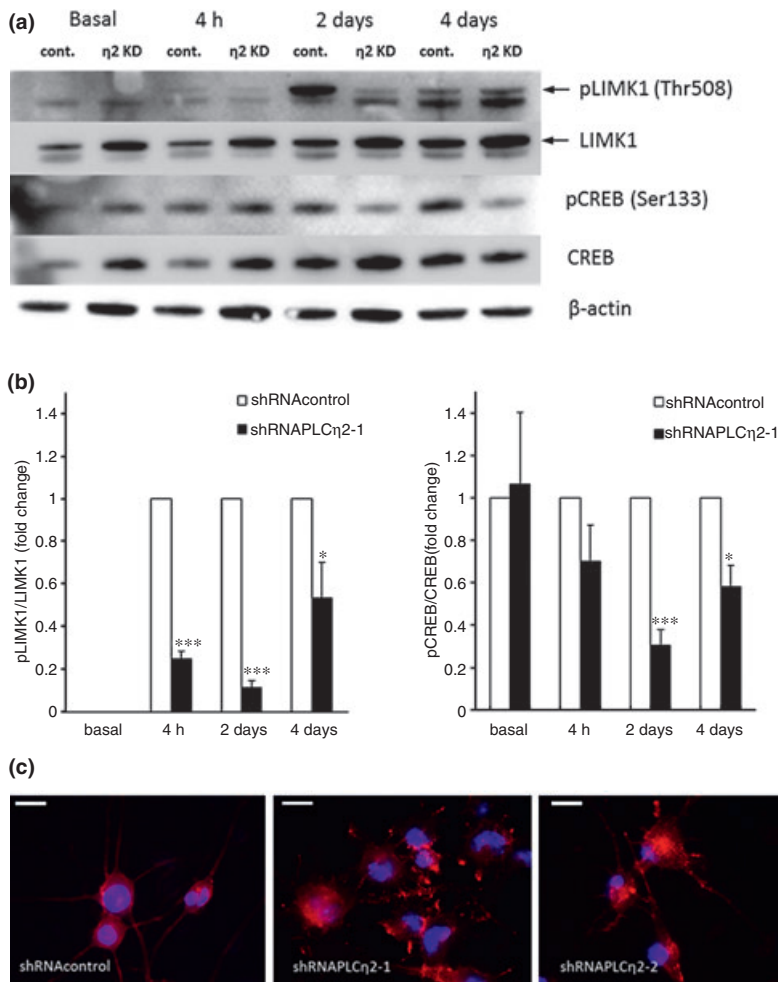 (a)
Basal 4 h 2 days 4 days
cont. η2 KD cont. η2 KD cont. η2 KD cont. η2 KD
pLIMK1 (Thr508)
LIMK1
pCREB (Ser133)
CREB
β-actin
(b)
shRNAcontrol
shRNAPLCη2-1
pLIMK1/LIMK1 (fold change)
1.4
1.2
1
0.8
0.6
0.4
0.2
0
***
***
*
basal 4 h 2 days 4 days
shRNAcontrol
shRNAPLCη2-1
pCREB/CREB(fold change)
1.4
1.2
1
0.8
0.6
0.4
0.2
0
***
*
basal 4 h 2 days 4 days
(c)
shRNAcontrol
shRNAPLCη2-1
shRNAPLCη2-2